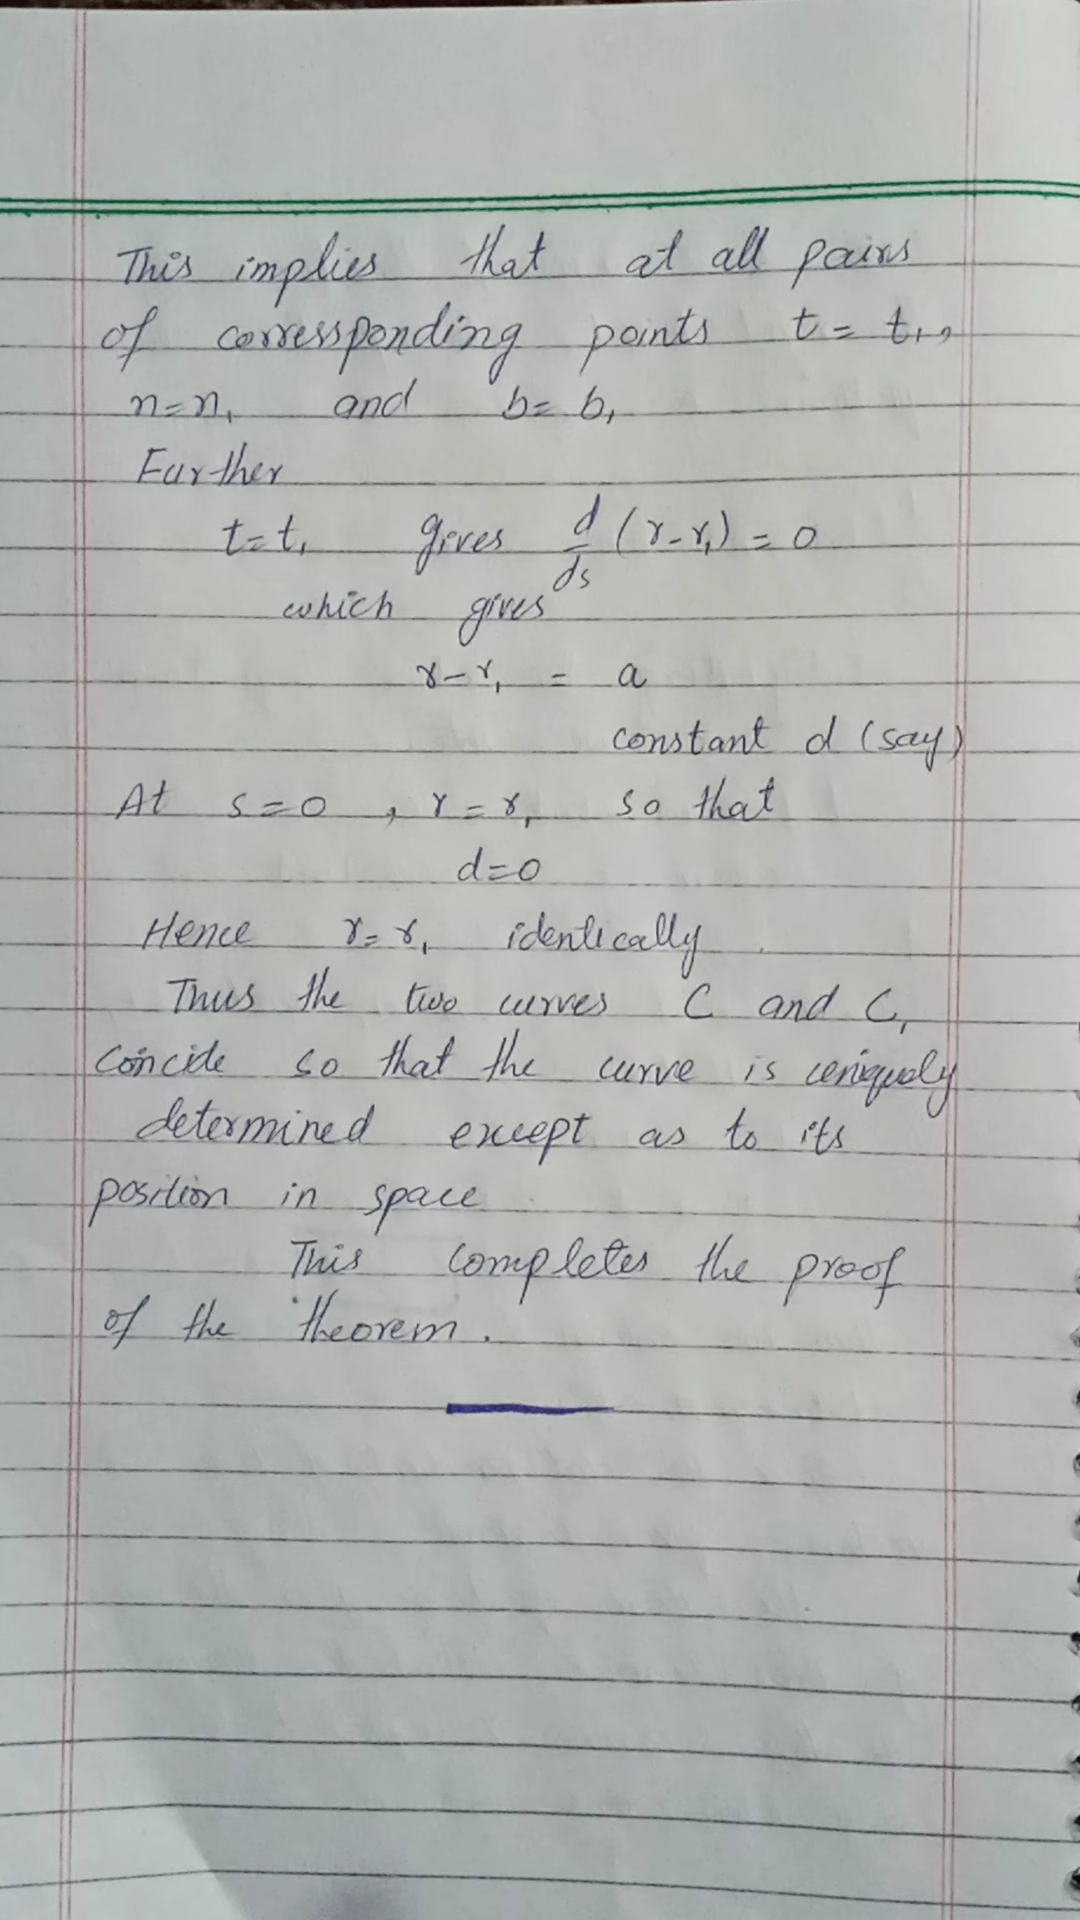 This implies that at all pairs
of corressponding points t = t₁,
n=n₁ and b= b₁
Further
t=t₁ gives d/ds (r-r₁) = 0
which gives
r-r₁ = a
constant d (say)
At s=0, r=r₁ so that
d=0
Hence r=r₁ identically.
Thus the two curves C and C₁
Concide so that the curve is uniqualy
determined except as to its
position in space.
This completes the proof
of the theorem.